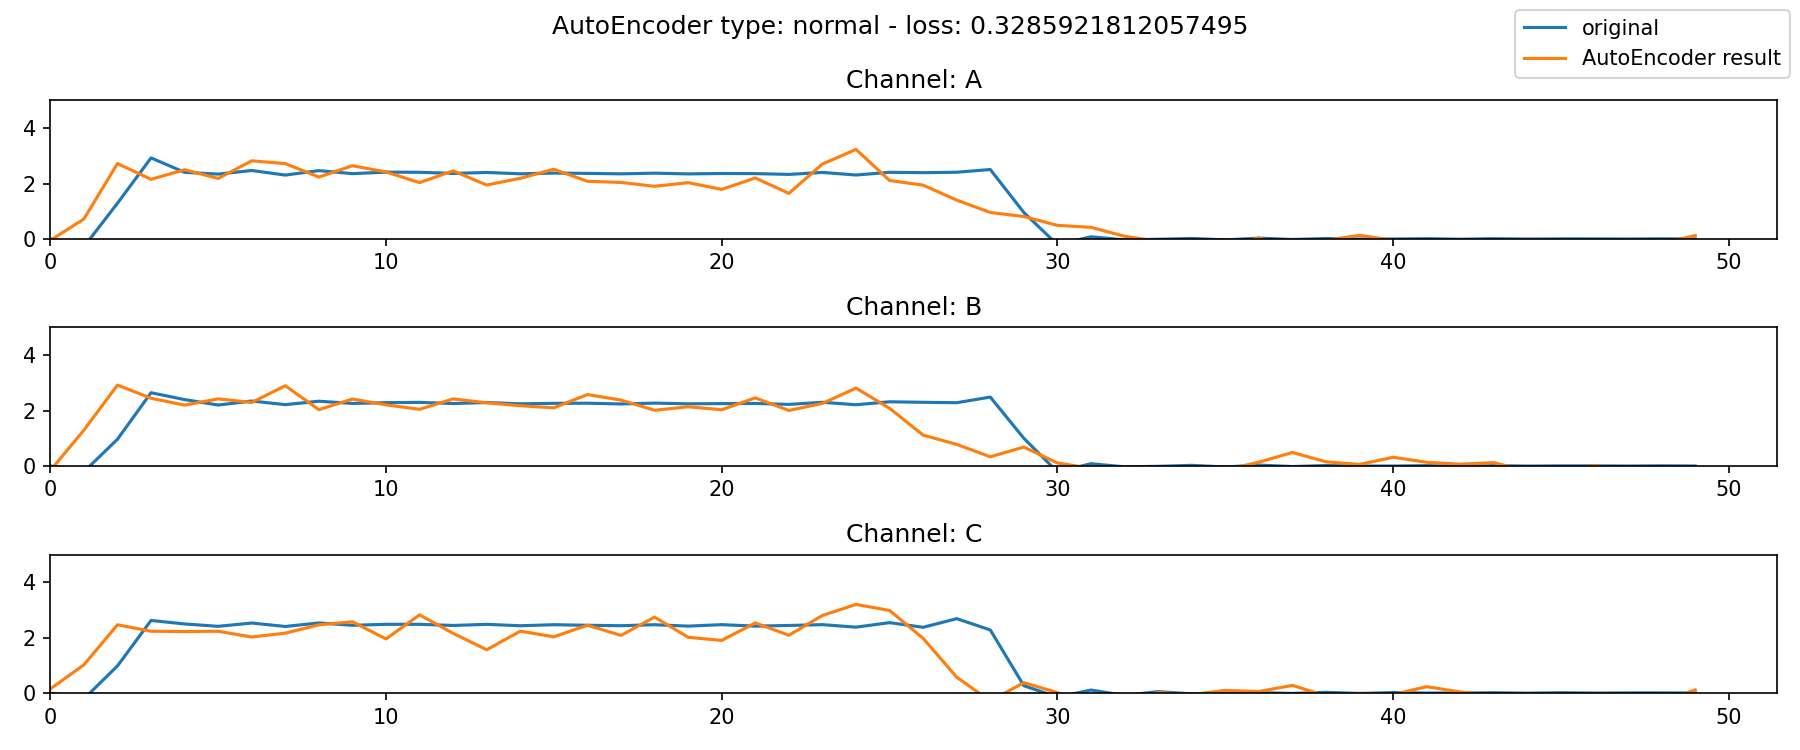 AutoEncoder type: normal - loss: 0.3285921812057495
original
AutoEncoder result
Channel: A
4
2
0
0 10 20 30 40 50
Channel: B
4
2
0
0 10 20 30 40 50
Channel: C
4
2
0
0 10 20 30 40 50